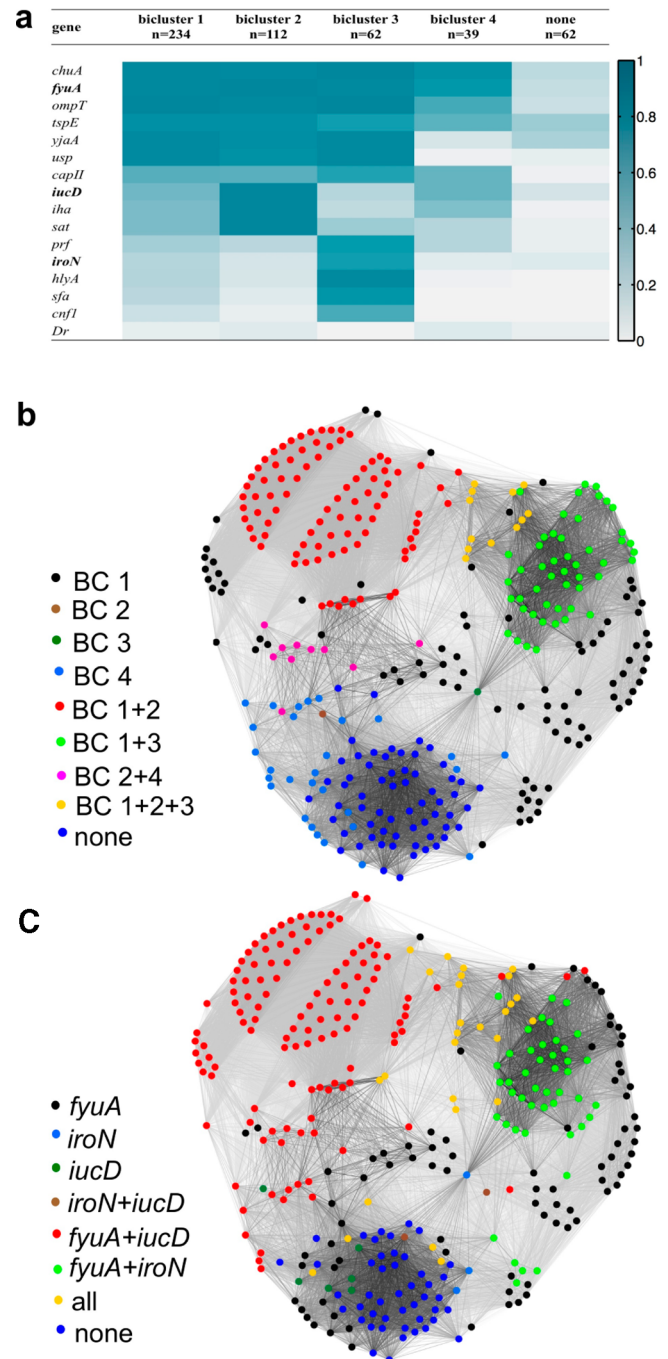 a
gene bicluster 1 bicluster 2 bicluster 3 bicluster 4 none
n=234 n=112 n=62 n=39 n=62
chuA
fyuA
ompT
tspE
yjaA
usp
capII
iucD
iha
sat
prf
iroN
hlyA
sfa
cnf1
Dr
1
0.8
0.6
0.4
0.2
0
b
BC 1
BC 2
BC 3
BC 4
BC 1+2
BC 1+3
BC 2+4
BC 1+2+3
none
C
fyuA
iroN
iucD
iroN+iucD
fyuA+iucD
fyuA+iroN
all
none